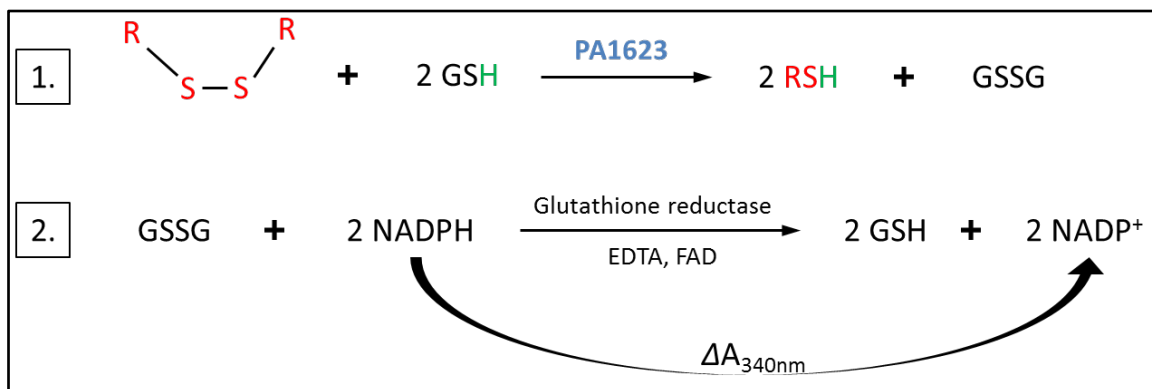 R R
1. S–S + 2 GSH PA1623 2 RSH + GSSG
2. GSSG + 2 NADPH Glutathione reductase 2 GSH + 2 NADP⁺
EDTA, FAD
ΔA₃₄₀ₙₘ